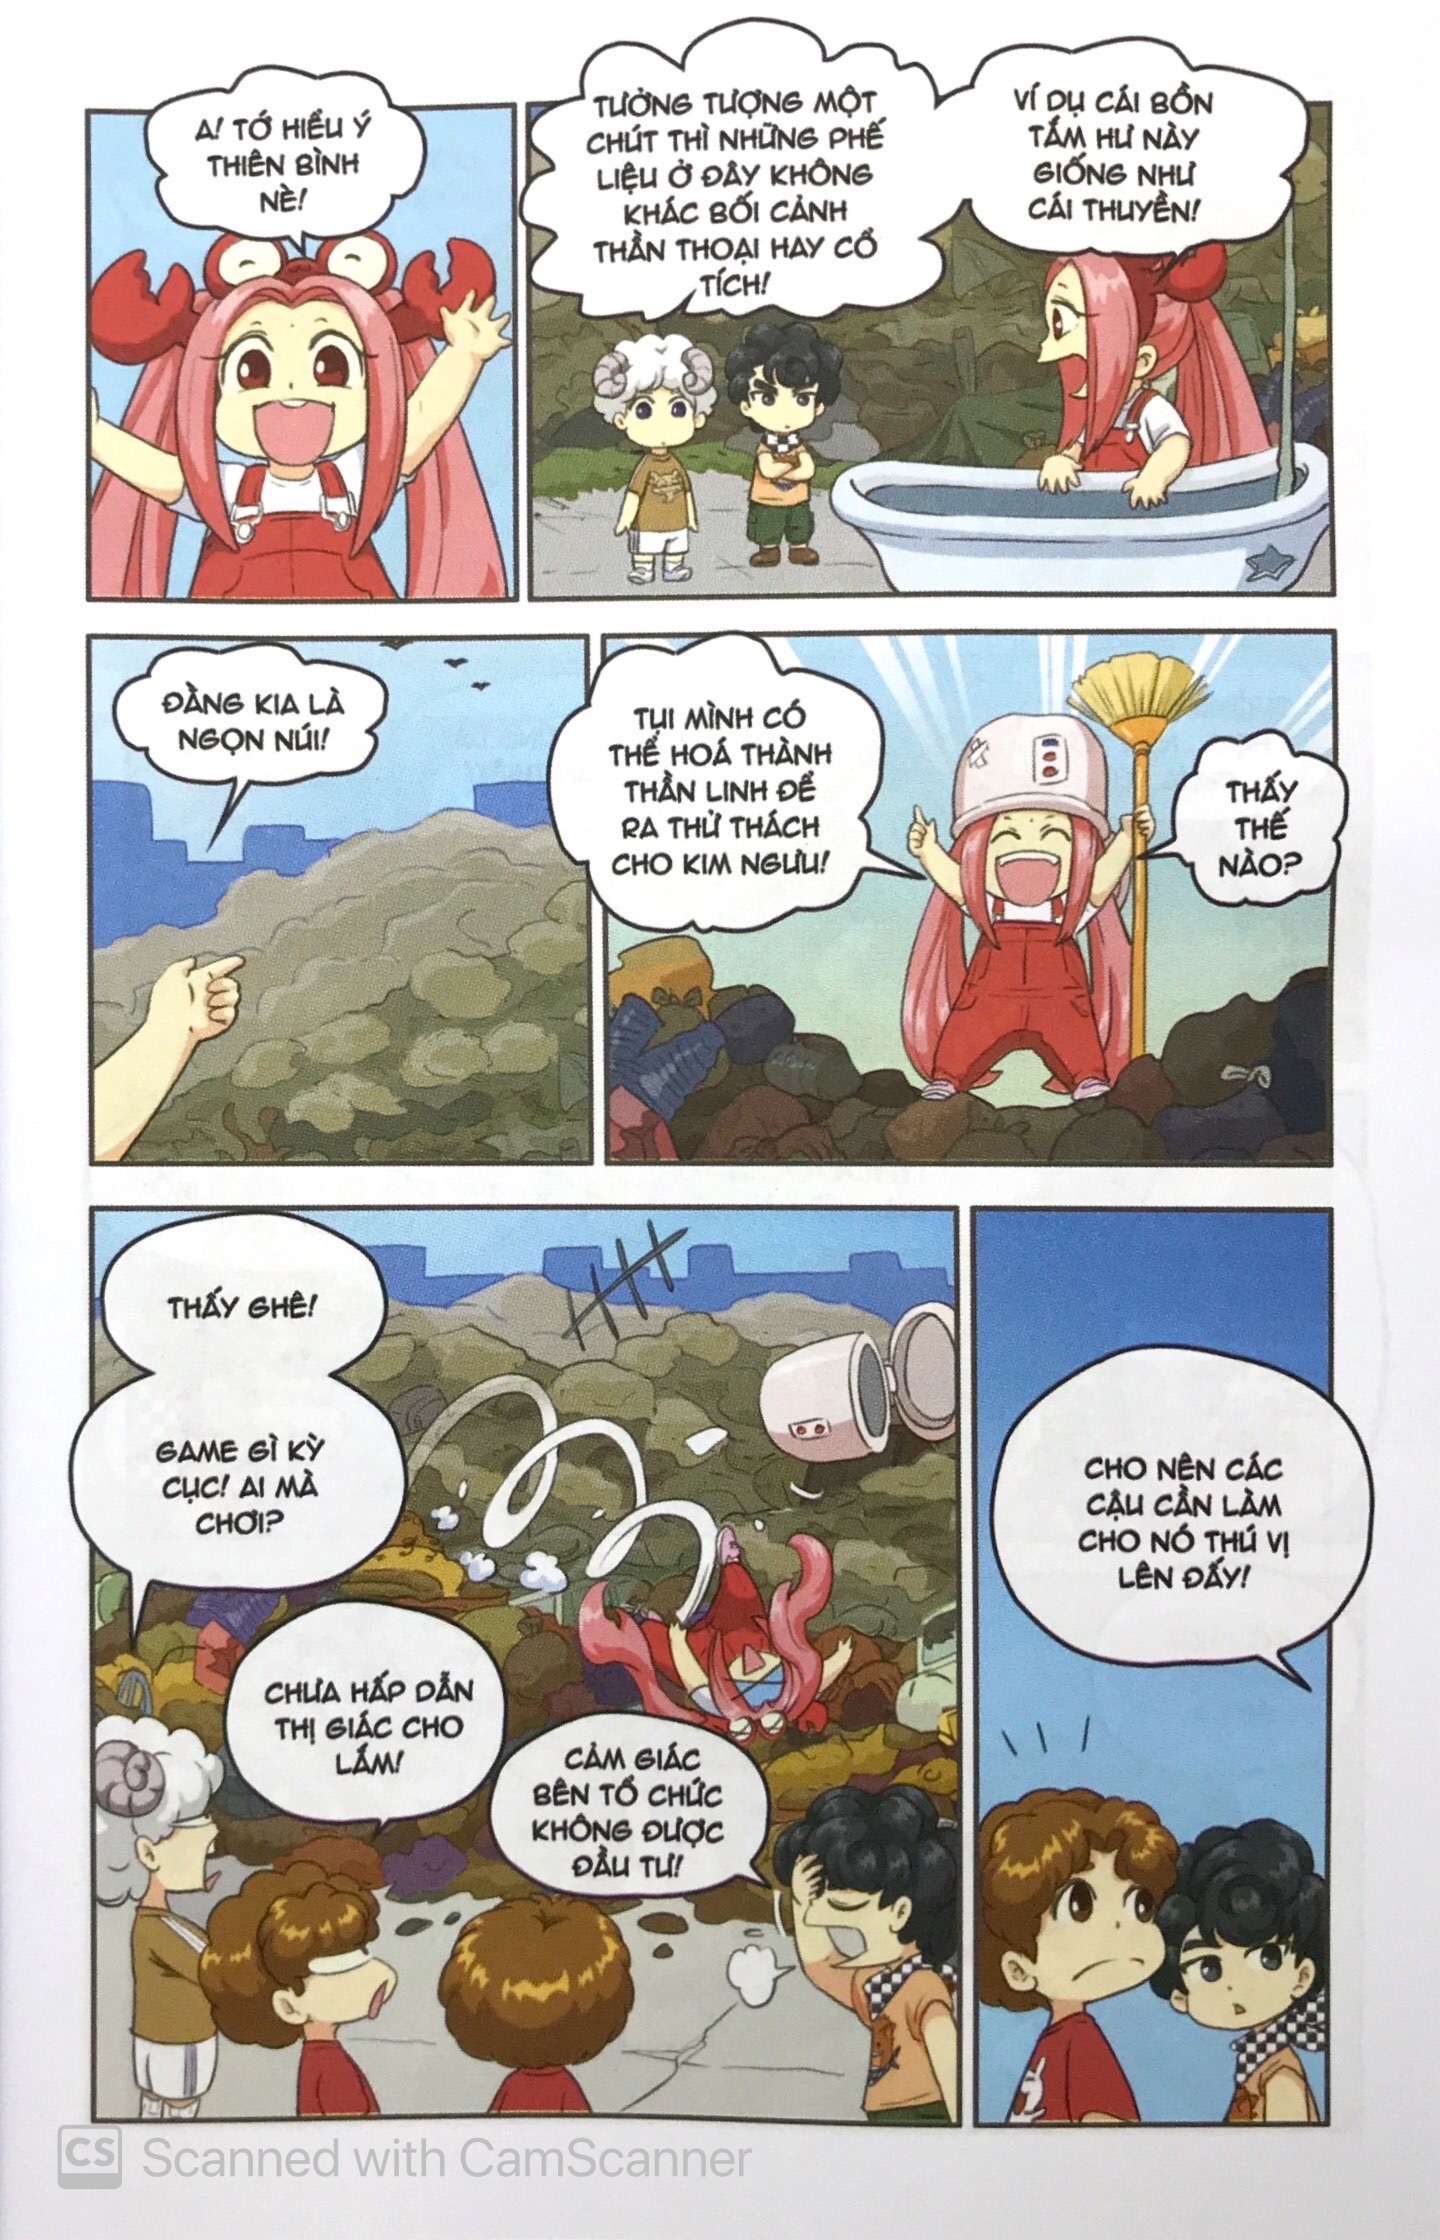 A! TỚ HIỂU Ý
THIÊN BÌNH
NÈ!
TƯỞNG TƯỢNG MỘT
CHÚT THÌ NHỮNG PHẾ
LIỆU Ở ĐÂY KHÔNG
KHÁC BỐI CẢNH
THẦN THOẠI HAY CỔ
TÍCH!
VÍ DỤ CÁI BỒN
TẮM HƯ NÀY
GIỐNG NHƯ
CÁI THUYỀN!
ĐẰNG KIA LÀ
NGỌN NÚI!
TỤI MÌNH CÓ
THỂ HOÁ THÀNH
THẦN LINH ĐỂ
RA THỬ THÁCH
CHO KIM NGƯU!
THẤY
THẾ
NÀO?
THẤY GHÊ!
GAME GÌ KỲ
CỤC! AI MÀ
CHƠI?
CHƯA HẤP DẪN
THỊ GIÁC CHO
LẮM!
CẢM GIÁC
BÊN TỔ CHỨC
KHÔNG ĐƯỢC
ĐẦU TƯ!
CHO NÊN CÁC
CẬU CẦN LÀM
CHO NÓ THÚ VỊ
LÊN ĐẤY!
CS Scanned with CamScanner